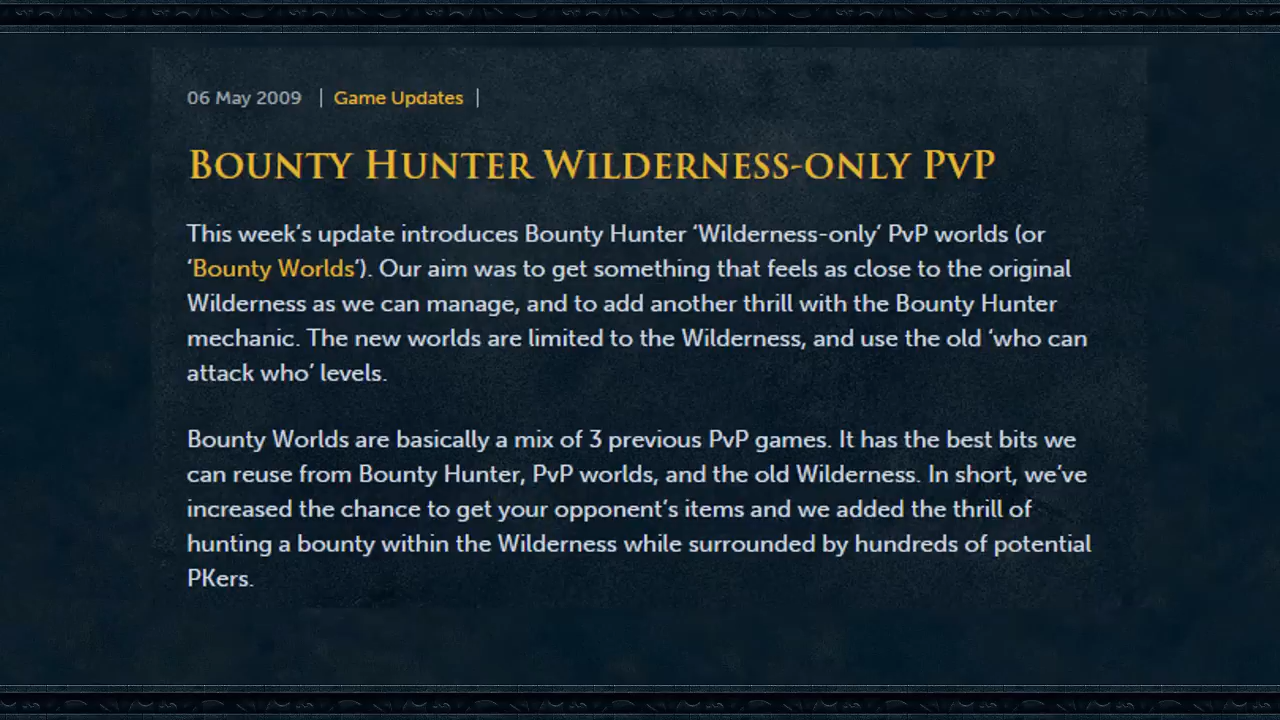 06 May 2009 | Game Updates |
Bounty Hunter Wilderness-only PvP
This week's update introduces Bounty Hunter ‘Wilderness-only’ PvP worlds (or
‘Bounty Worlds’). Our aim was to get something that feels as close to the original
Wilderness as we can manage, and to add another thrill with the Bounty Hunter
mechanic. The new worlds are limited to the Wilderness, and use the old ‘who can
attack who’ levels.
Bounty Worlds are basically a mix of 3 previous PvP games. It has the best bits we
can reuse from Bounty Hunter, PvP worlds, and the old Wilderness. In short, we’ve
increased the chance to get your opponent’s items and we added the thrill of
hunting a bounty within the Wilderness while surrounded by hundreds of potential
PKers.